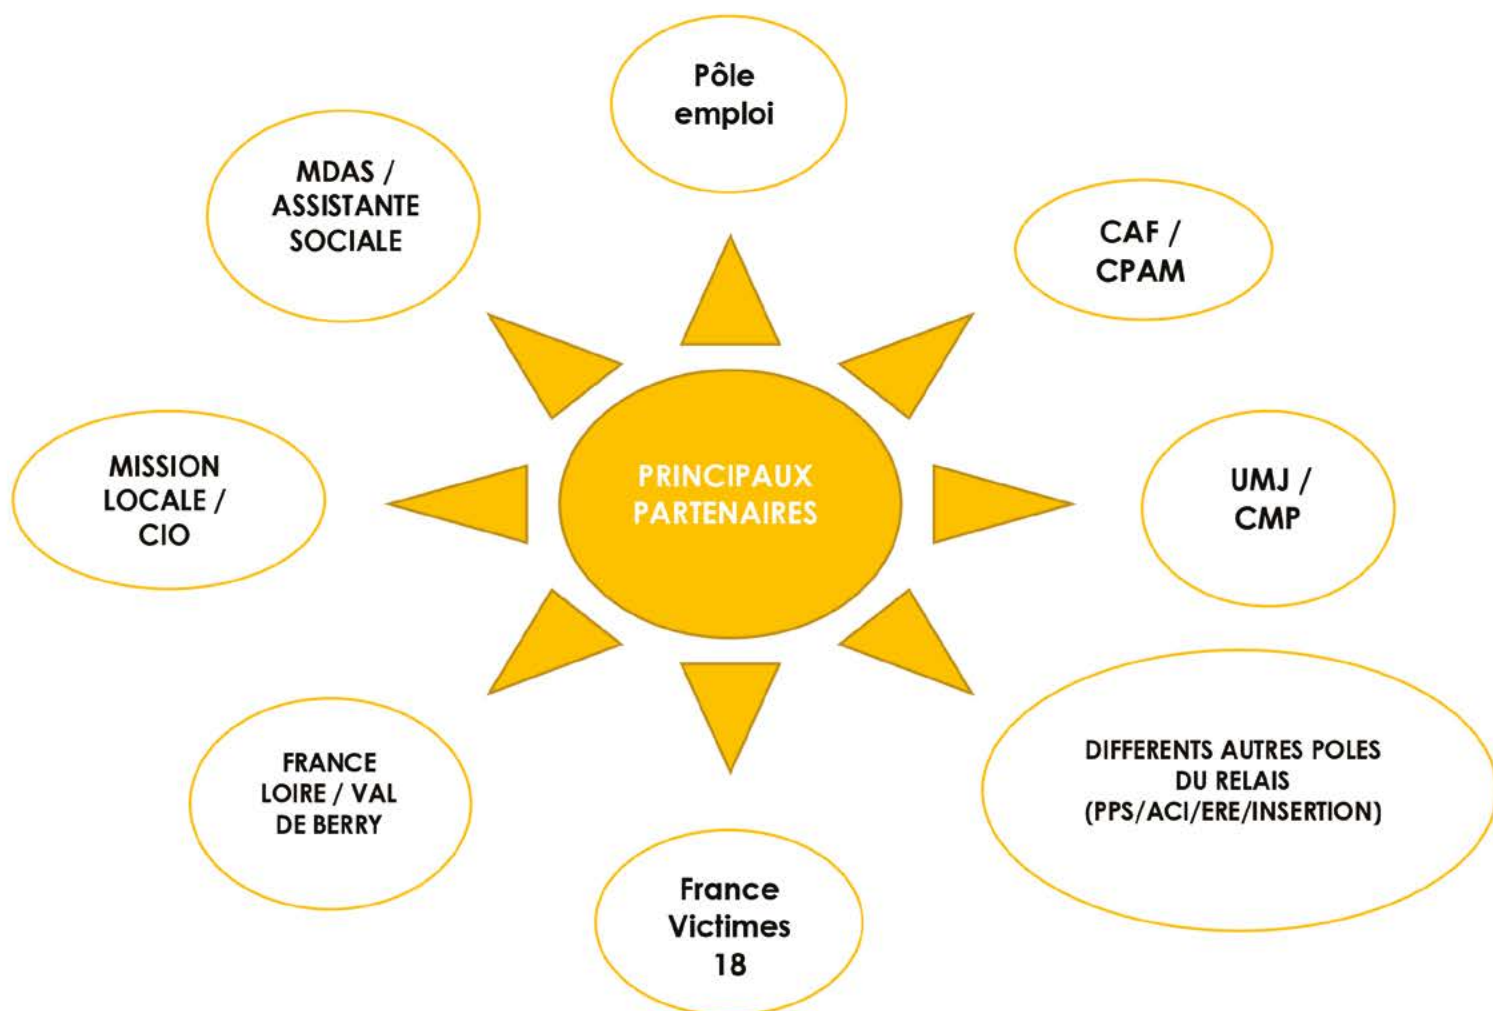 Pôle
emploi
MDAS /
ASSISTANTE
SOCIALE
CAF /
CPAM
MISSION
LOCALE /
CIO
PRINCIPAUX
PARTENAIRES
UMJ /
CMP
FRANCE
LOIRE / VAL
DE BERRY
DIFFERENTS AUTRES POLES
DU RELAIS
(PPS/ACI/ERE/INSERTION)
France
Victimes
18